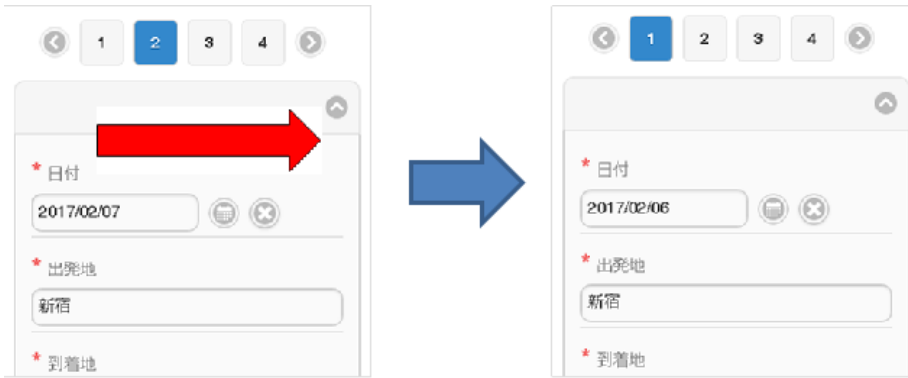 1 2 3 4
* 日付
2017/02/07
* 出発地
新宿
* 到着地
1 2 3 4
* 日付
2017/02/06
* 出発地
新宿
* 到着地